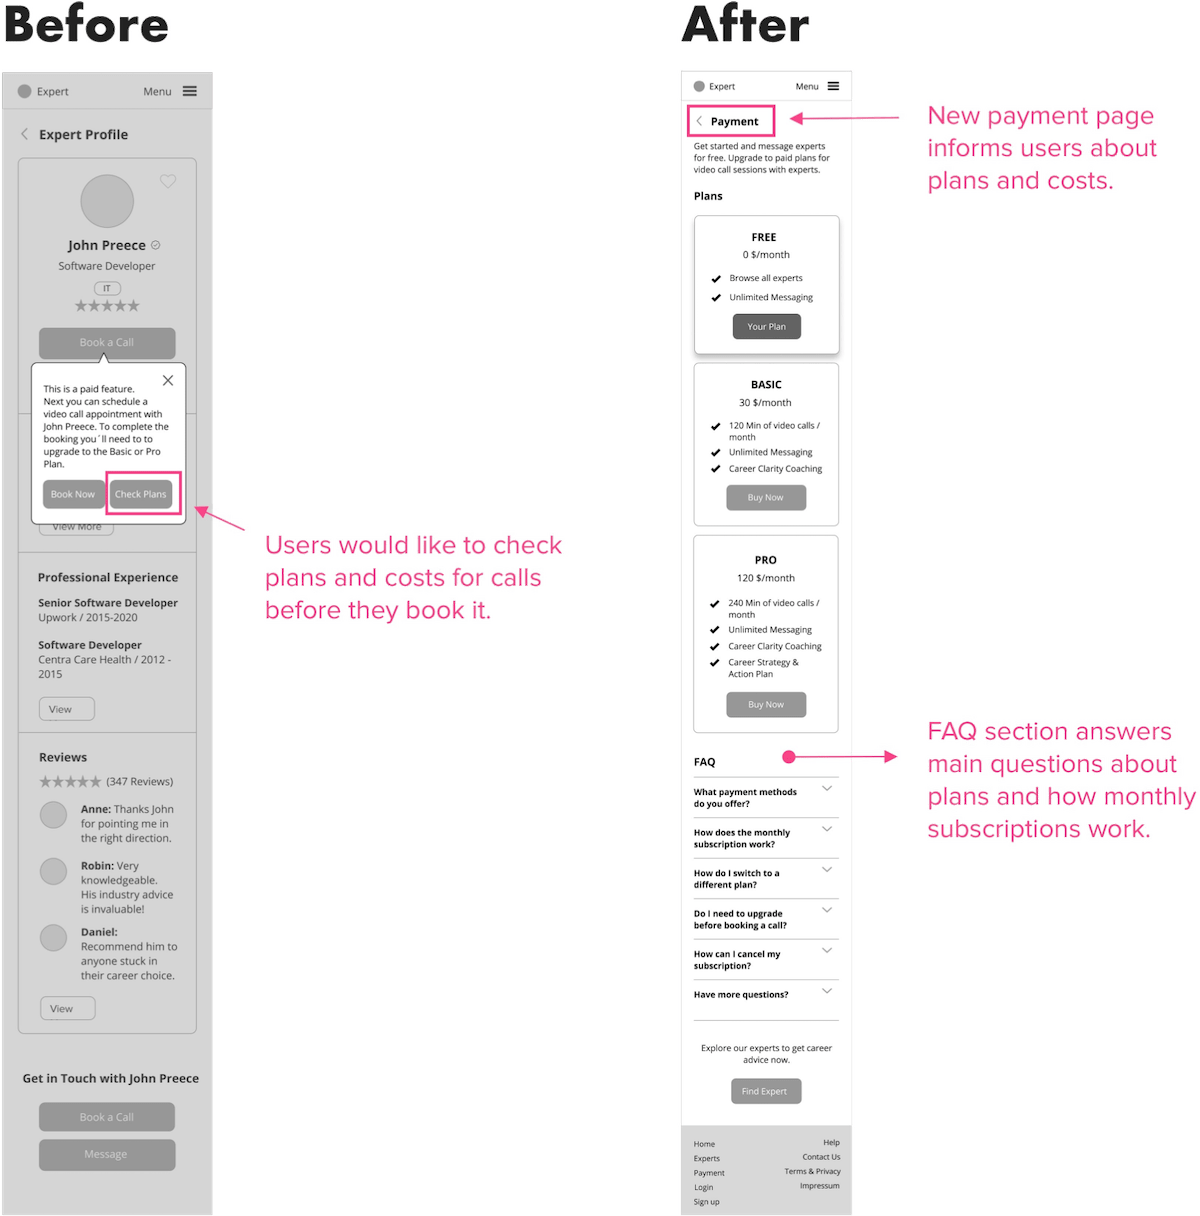 Before
Expert
Menu
Expert Profile
John Preece
Software Developer
IT
Book a Call
This is a paid feature.
Next you can schedule a
video call appointment with
John Preece. To complete the
booking you´ll need to to
upgrade to the Basic or Pro
Plan.
Book Now
Check Plans
View More
Users would like to check
plans and costs for calls
before they book it.
Professional Experience
Senior Software Developer
Upwork / 2015-2020
Software Developer
Centra Care Health / 2012 -
2015
View
Reviews
(347 Reviews)
Anne: Thanks John
for pointing me in
the right direction.
Robin: Very
knowledgeable.
His industry advice
is invaluable!
Daniel:
Recommend him to
anyone stuck in
their career choice.
View
Get in Touch with John Preece
Book a Call
Message
After
Expert
Menu
Payment
New payment page
informs users about
plans and costs.
Get started and message experts
for free. Upgrade to paid plans for
video call sessions with experts.
Plans
FREE
0 $/month
Browse all experts
Unlimited Messaging
Your Plan
BASIC
30 $/month
120 Min of video calls /
month
Unlimited Messaging
Career Clarity Coaching
Buy Now
PRO
120 $/month
240 Min of video calls /
month
Unlimited Messaging
Career Clarity Coaching
Career Strategy &
Action Plan
Buy Now
FAQ
FAQ section answers
main questions about
plans and how monthly
subscriptions work.
What payment methods
do you offer?
How does the monthly
subscription work?
How do I switch to a
different plan?
Do I need to upgrade
before booking a call?
How can I cancel my
subscription?
Have more questions?
Explore our experts to get career
advice now.
Find Expert
Home
Experts
Payment
Login
Sign up
Help
Contact Us
Terms & Privacy
Impressum